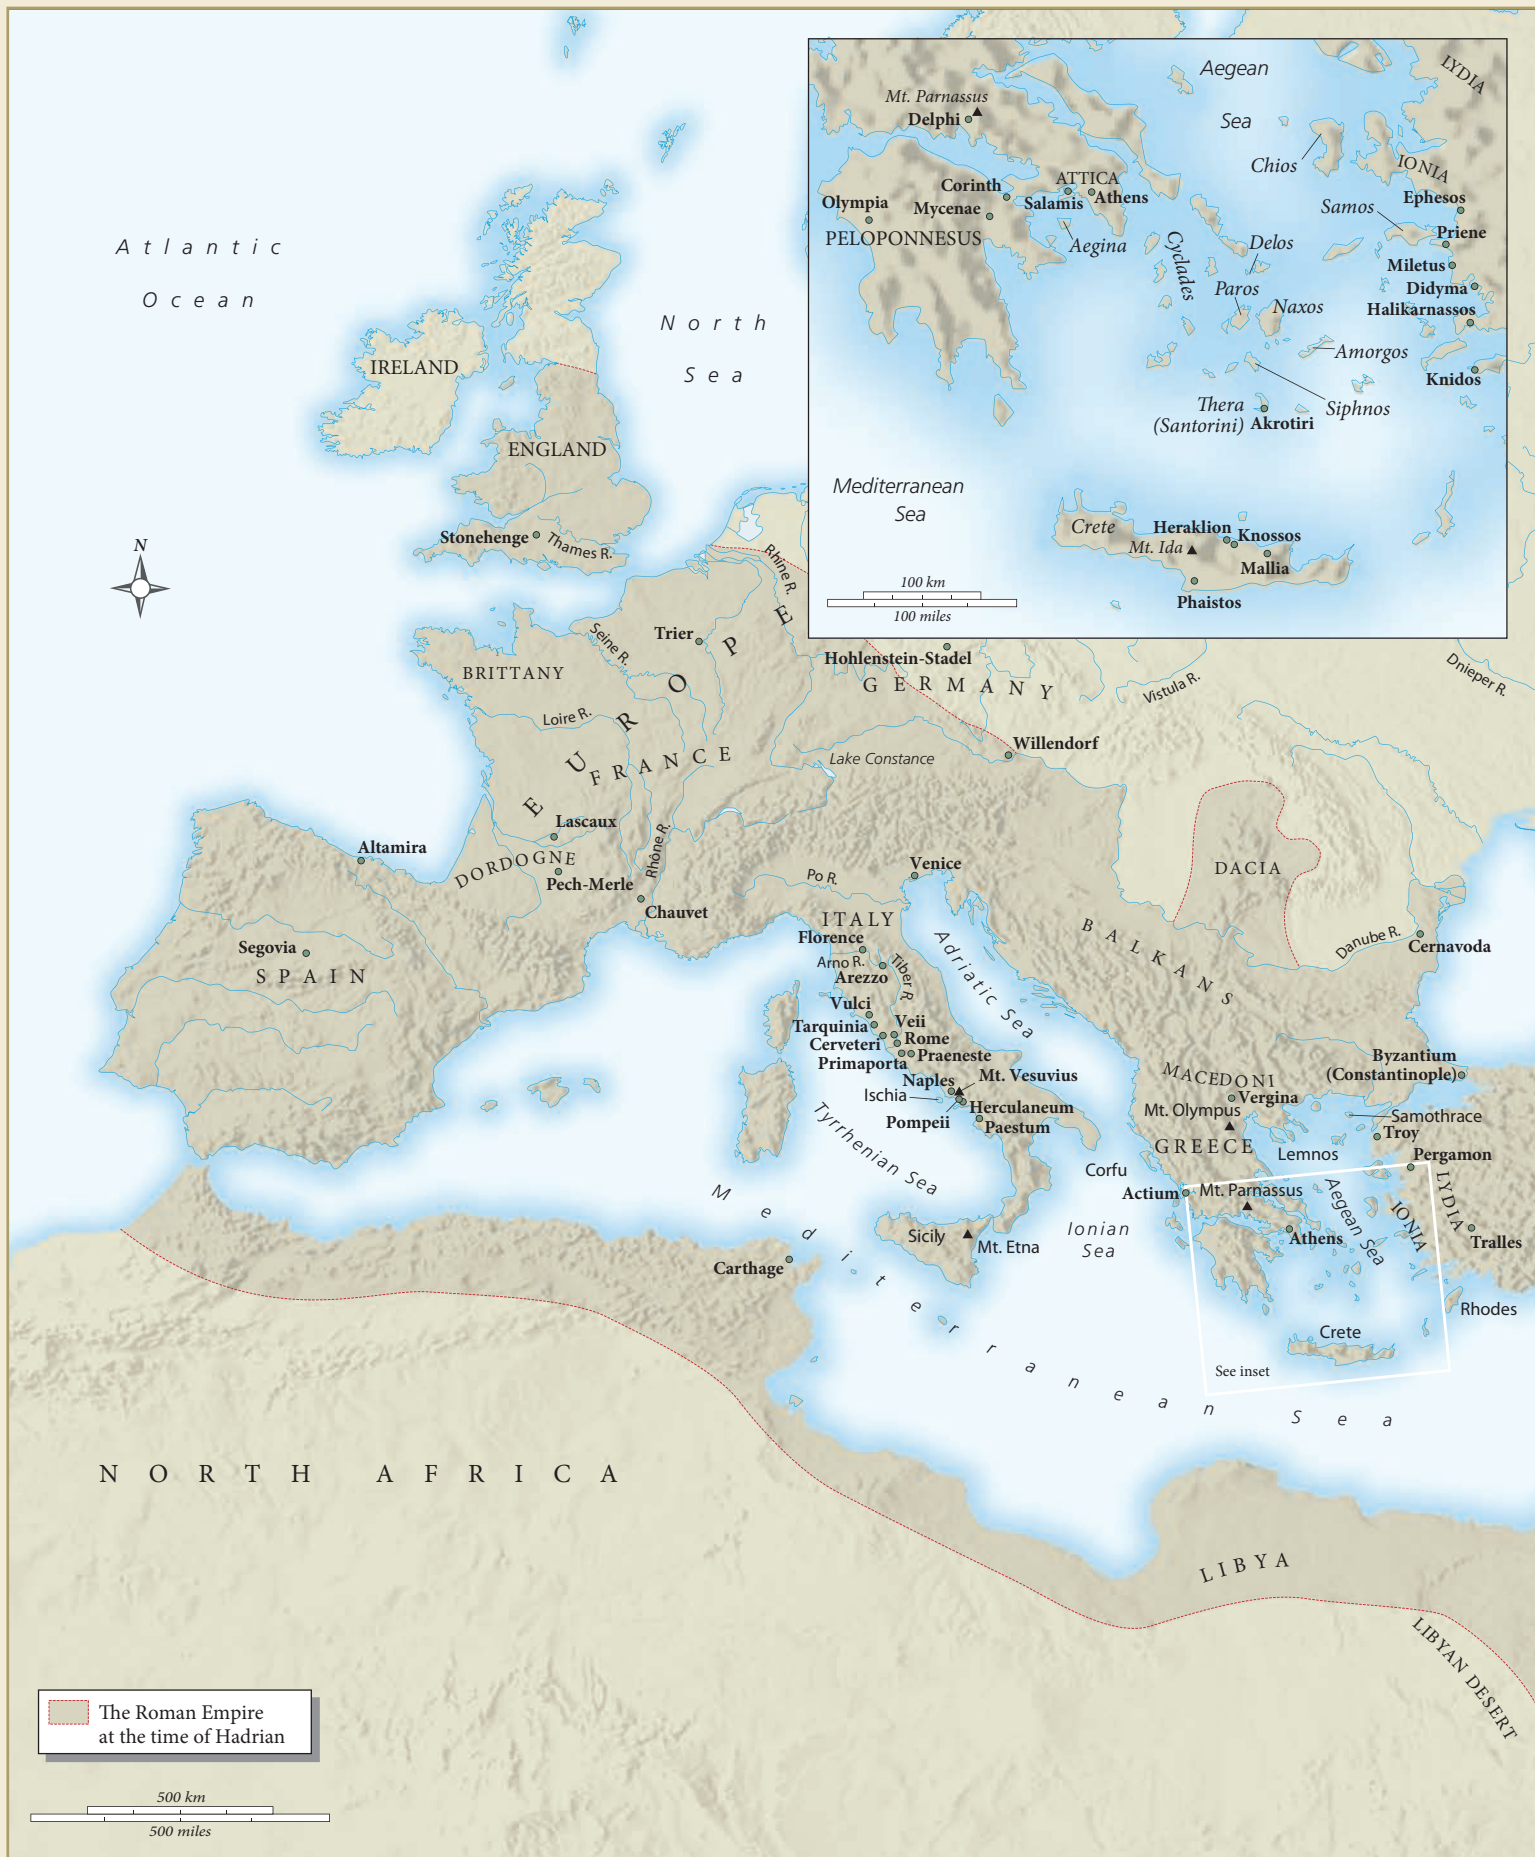 Atlantic
Ocean
North
Sea
IRELAND
ENGLAND
Stonehenge
Thames R.
N
Aegean
Sea
LYDIA
Mt. Parnassus
Delphi
Chios
IONIA
ATTICA
Corinth
Salamis
Athens
Ephesos
Olympia
Mycenae
Samos
Priene
PELOPONNESUS
Aegina
Cyclades
Delos
Miletus
Didyma
Paros
Naxos
Halikarnassos
Amorgos
Knidos
Siphnos
Thera
(Santorini)
Akrotiri
Mediterranean
Sea
Crete
Heraklion
Knossos
Mt. Ida
Mallia
Phaistos
100 km
100 miles
Rhine R.
EUROPE
Trier
Seine R.
BRITTANY
Loire R.
FRANCE
Hohlenstein-Stadel
GERMANY
Vistula R.
Dnieper R.
Willendorf
Lake Constance
Lascaux
DORDOGNE
Pech-Merle
Rhône R.
Chauvet
Altamira
Segovia
SPAIN
Venice
Po R.
ITALY
Florence
Arno R.
Arezzo
Tiber R.
Adriatic Sea
Vulci
Tarquinia
Veii
Cerveteri
Rome
Primaporta
Praeneste
Naples
Mt. Vesuvius
Ischia
Herculaneum
Pompeii
Paestum
Tyrrhenian Sea
DACIA
BALKANS
Danube R.
Cernavoda
Byzantium
(Constantinople)
MACEDONI
Vergina
Mt. Olympus
Samothrace
Troy
GREECE
Lemnos
Pergamon
Corfu
Actium
Mt. Parnassus
Aegean Sea
LYDIA
IONIA
Athens
Tralles
Ionian
Sea
Sicily
Mt. Etna
Carthage
Rhodes
Crete
See inset
Mediterranean Sea
NORTH AFRICA
LIBYA
LIBYAN DESERT
The Roman Empire
at the time of Hadrian
500 km
500 miles